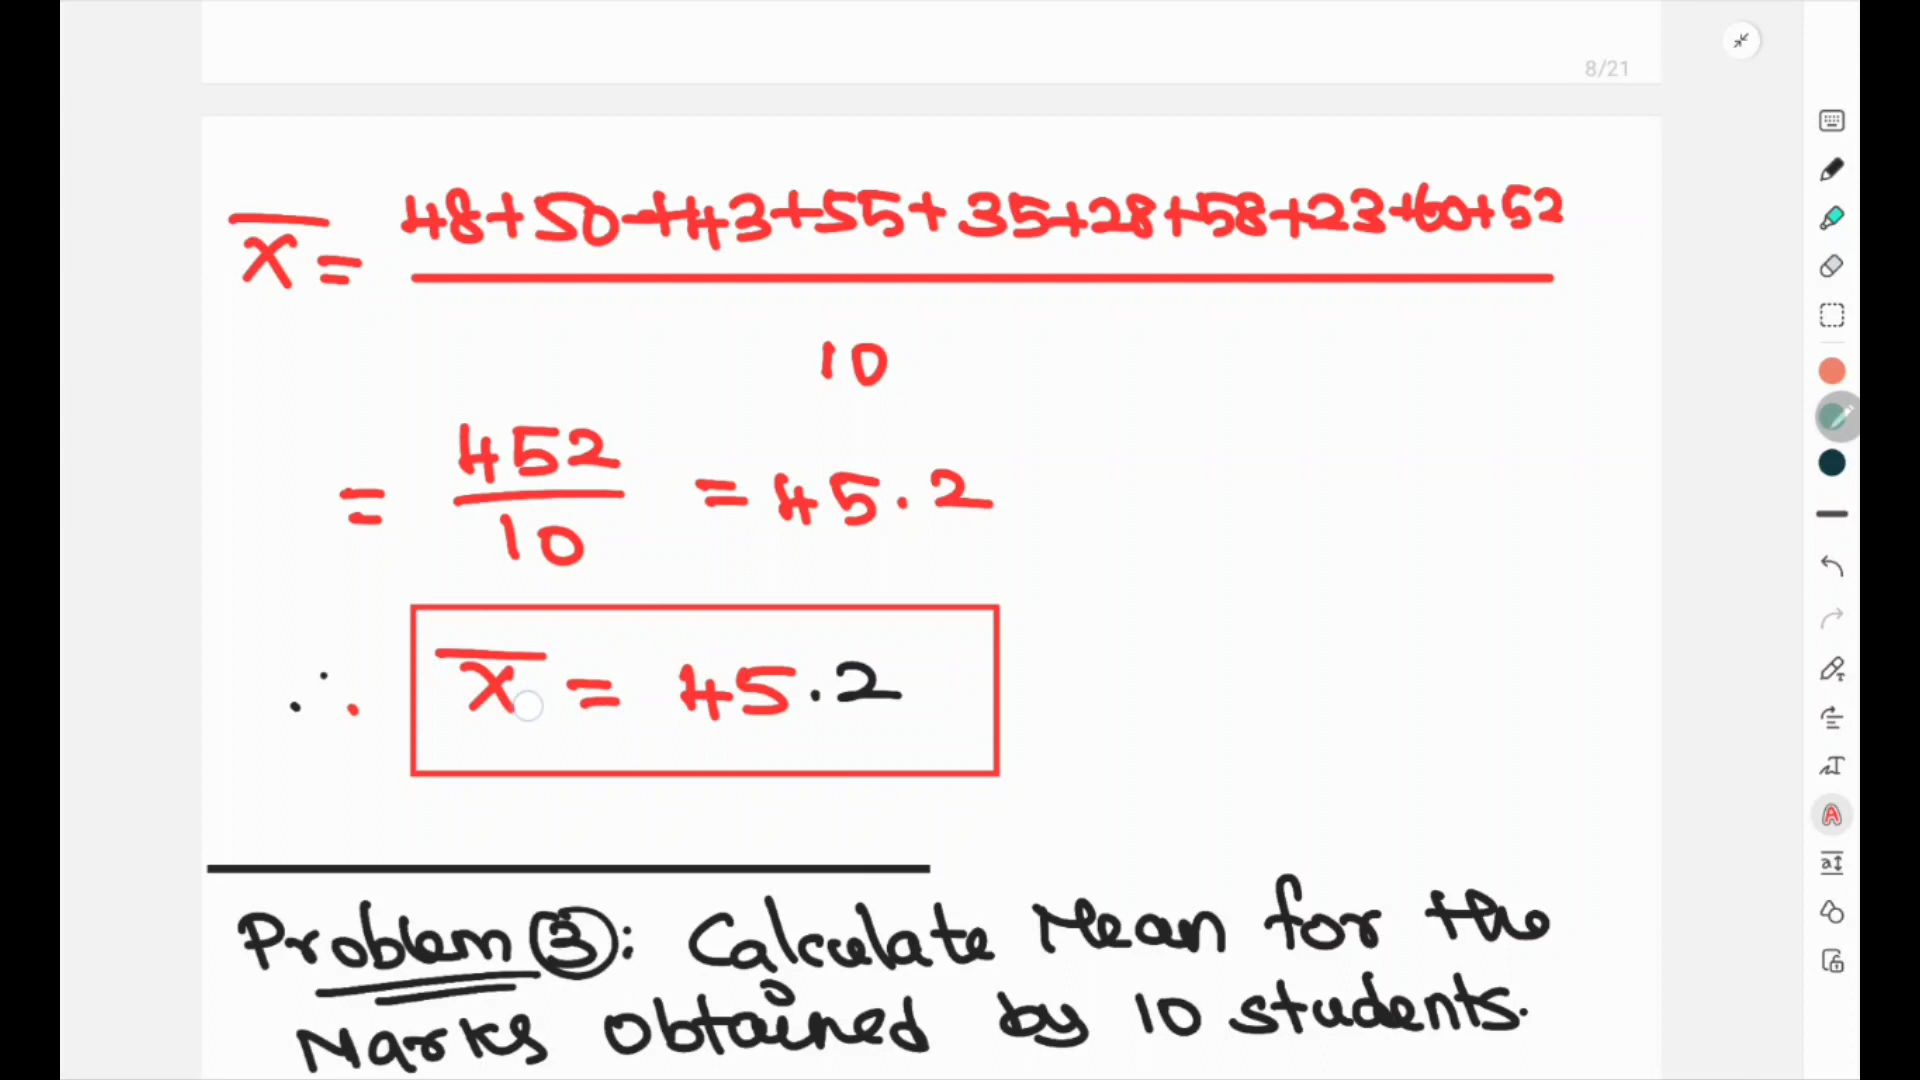 8/21
x̄ = 48+50+43+55+35+28+58+23+60+52
10
= 452/10 = 45.2
∴ x̄ = 45.2
Problem ③: Calculate Mean for the
Marks obtained by 10 students.